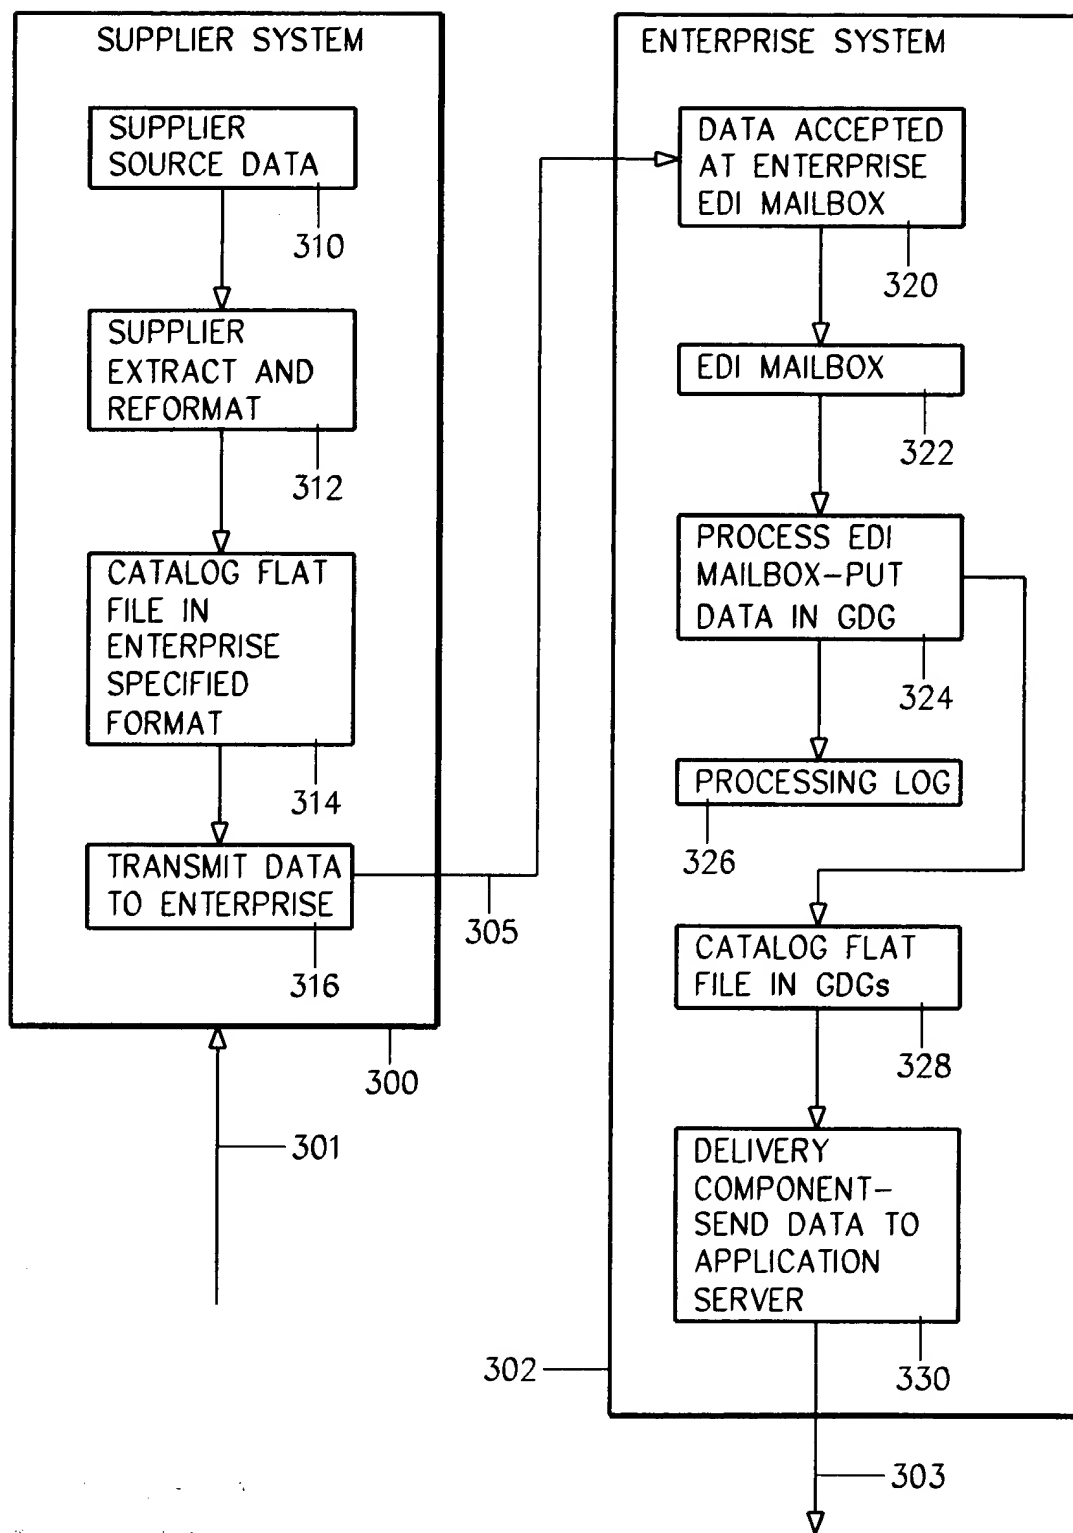 SUPPLIER SYSTEM
SUPPLIER
SOURCE DATA
310
SUPPLIER
EXTRACT AND
REFORMAT
312
CATALOG FLAT
FILE IN
ENTERPRISE
SPECIFIED
FORMAT
314
TRANSMIT DATA
TO ENTERPRISE
316
300
301
305
ENTERPRISE SYSTEM
DATA ACCEPTED
AT ENTERPRISE
EDI MAILBOX
320
EDI MAILBOX
322
PROCESS EDI
MAILBOX-PUT
DATA IN GDG
324
PROCESSING LOG
326
CATALOG FLAT
FILE IN GDGs
328
DELIVERY
COMPONENT-
SEND DATA TO
APPLICATION
SERVER
330
302
303